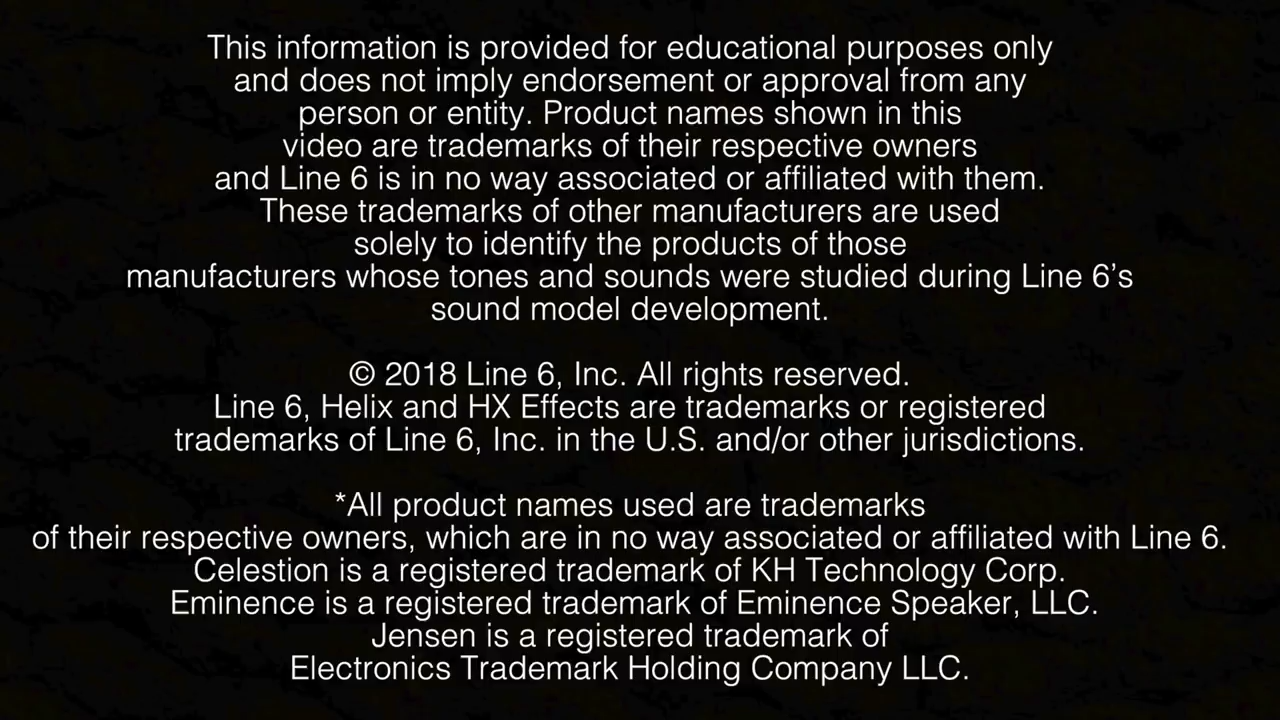 This information is provided for educational purposes only
and does not imply endorsement or approval from any
person or entity. Product names shown in this
video are trademarks of their respective owners
and Line 6 is in no way associated or affiliated with them.
These trademarks of other manufacturers are used
solely to identify the products of those
manufacturers whose tones and sounds were studied during Line 6’s
sound model development.
© 2018 Line 6, Inc. All rights reserved.
Line 6, Helix and HX Effects are trademarks or registered
trademarks of Line 6, Inc. in the U.S. and/or other jurisdictions.
*All product names used are trademarks
of their respective owners, which are in no way associated or affiliated with Line 6.
Celestion is a registered trademark of KH Technology Corp.
Eminence is a registered trademark of Eminence Speaker, LLC.
Jensen is a registered trademark of
Electronics Trademark Holding Company LLC.